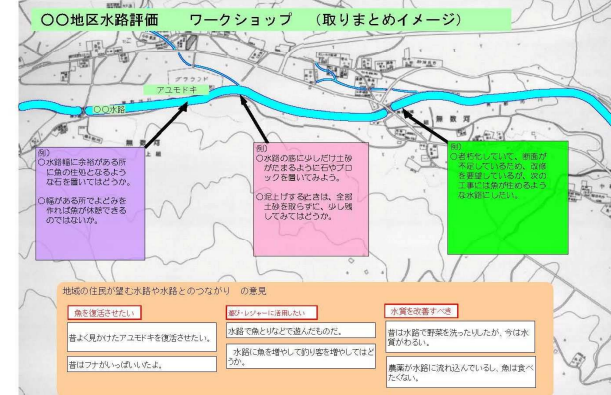 〇〇地区水路評価　ワークショップ　（取りまとめイメージ）
グラウンド
アユモドキ
〇〇水路
無数河
無数河
例）
〇水路幅に余裕がある所
に魚の住処となるよう
な石を置いてはどうか。
〇幅がある所でよどみを
作れば魚が休憩できる
のではないか。
例）
〇水路の底に少しだけ土砂
がたまるように石やブロ
ックを置いてみよう。
〇泥上げするときは、全部
土砂を取らずに、少し残
してみてはどうか。
例）
〇老朽化していて、断面が
不足しているため、改修
を要望しているが、次の
工事には魚が住めるよう
な水路にしたい。
地域の住民が望む水路や水路とのつながり　の意見
魚を復活させたい
遊び・レジャーに活用したい
水質を改善すべき
昔よく見かけたアユモドキを復活させたい。
昔はフナがいっぱいいたよ。
水路で魚とりなどで遊んだものだ。
水路に魚を増やして釣り客を増やしてはど
うか。
昔は水路で野菜を洗ったりしたが、今は水
質がわるい。
農薬が水路に流れ込んでいるし、魚は食べ
たくない。